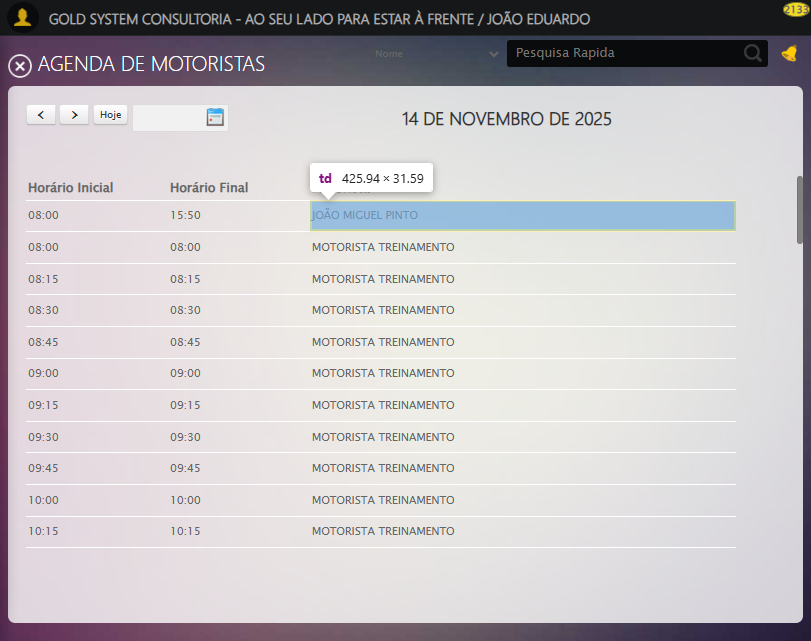 GOLD SYSTEM CONSULTORIA - AO SEU LADO PARA ESTAR À FRENTE / JOÃO EDUARDO
2133
AGENDA DE MOTORISTAS
Nome
Pesquisa Rapida
< > Hoje
14 DE NOVEMBRO DE 2025
td 425.94 × 31.59
Horário Inicial Horário Final
08:00 15:50 JOÃO MIGUEL PINTO
08:00 08:00 MOTORISTA TREINAMENTO
08:15 08:15 MOTORISTA TREINAMENTO
08:30 08:30 MOTORISTA TREINAMENTO
08:45 08:45 MOTORISTA TREINAMENTO
09:00 09:00 MOTORISTA TREINAMENTO
09:15 09:15 MOTORISTA TREINAMENTO
09:30 09:30 MOTORISTA TREINAMENTO
09:45 09:45 MOTORISTA TREINAMENTO
10:00 10:00 MOTORISTA TREINAMENTO
10:15 10:15 MOTORISTA TREINAMENTO